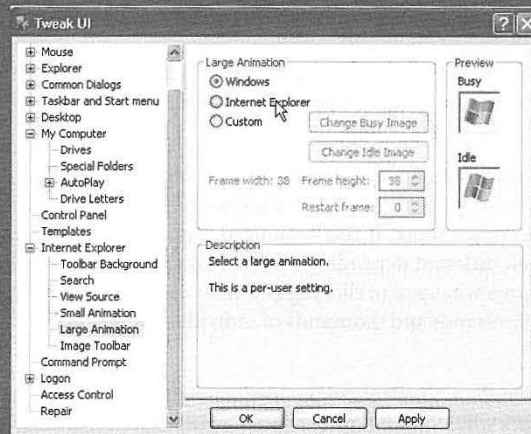 Tweak UI
Mouse
Explorer
Common Dialogs
Taskbar and Start menu
Desktop
My Computer
Drives
Special Folders
AutoPlay
Drive Letters
Control Panel
Templates
Internet Explorer
Toolbar Background
Search
View Source
Small Animation
Large Animation
Image Toolbar
Command Prompt
Logon
Access Control
Repair
Large Animation
Windows
Internet Explorer
Custom
Change Busy Image
Change Idle Image
Frame width: 38 Frame height: 38
Restart frame: 0
Preview
Busy
Idle
Description
Select a large animation.
This is a per-user setting.
OK Cancel Apply